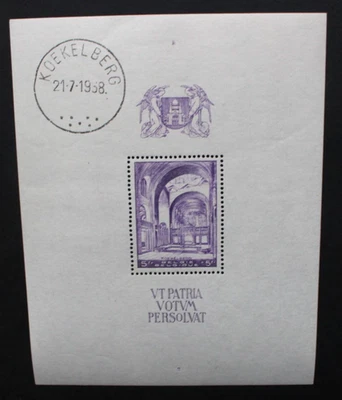 KOEKELBERG
21·7·1938.
VT PATRIA
VOTVM
PERSOLVAT